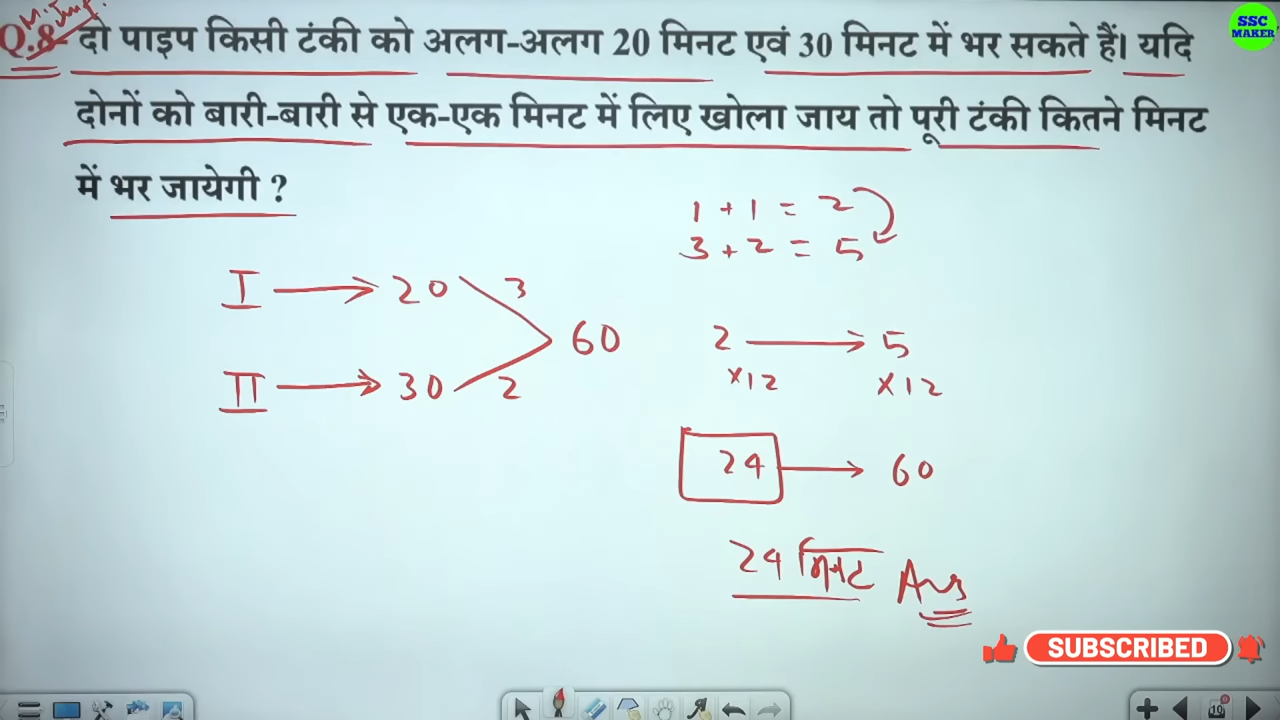 M. Imp
Q.8- दो पाइप किसी टंकी को अलग-अलग 20 मिनट एवं 30 मिनट में भर सकते हैं। यदि
दोनों को बारी-बारी से एक-एक मिनट में लिए खोला जाय तो पूरी टंकी कितने मिनट
में भर जायेगी ?
SSC
MAKER
1 + 1 = 2
3 + 2 = 5
I → 20 3
60
II → 30 2
2 → 5
×12 ×12
24 → 60
24 मिनट Ans
SUBSCRIBED
10